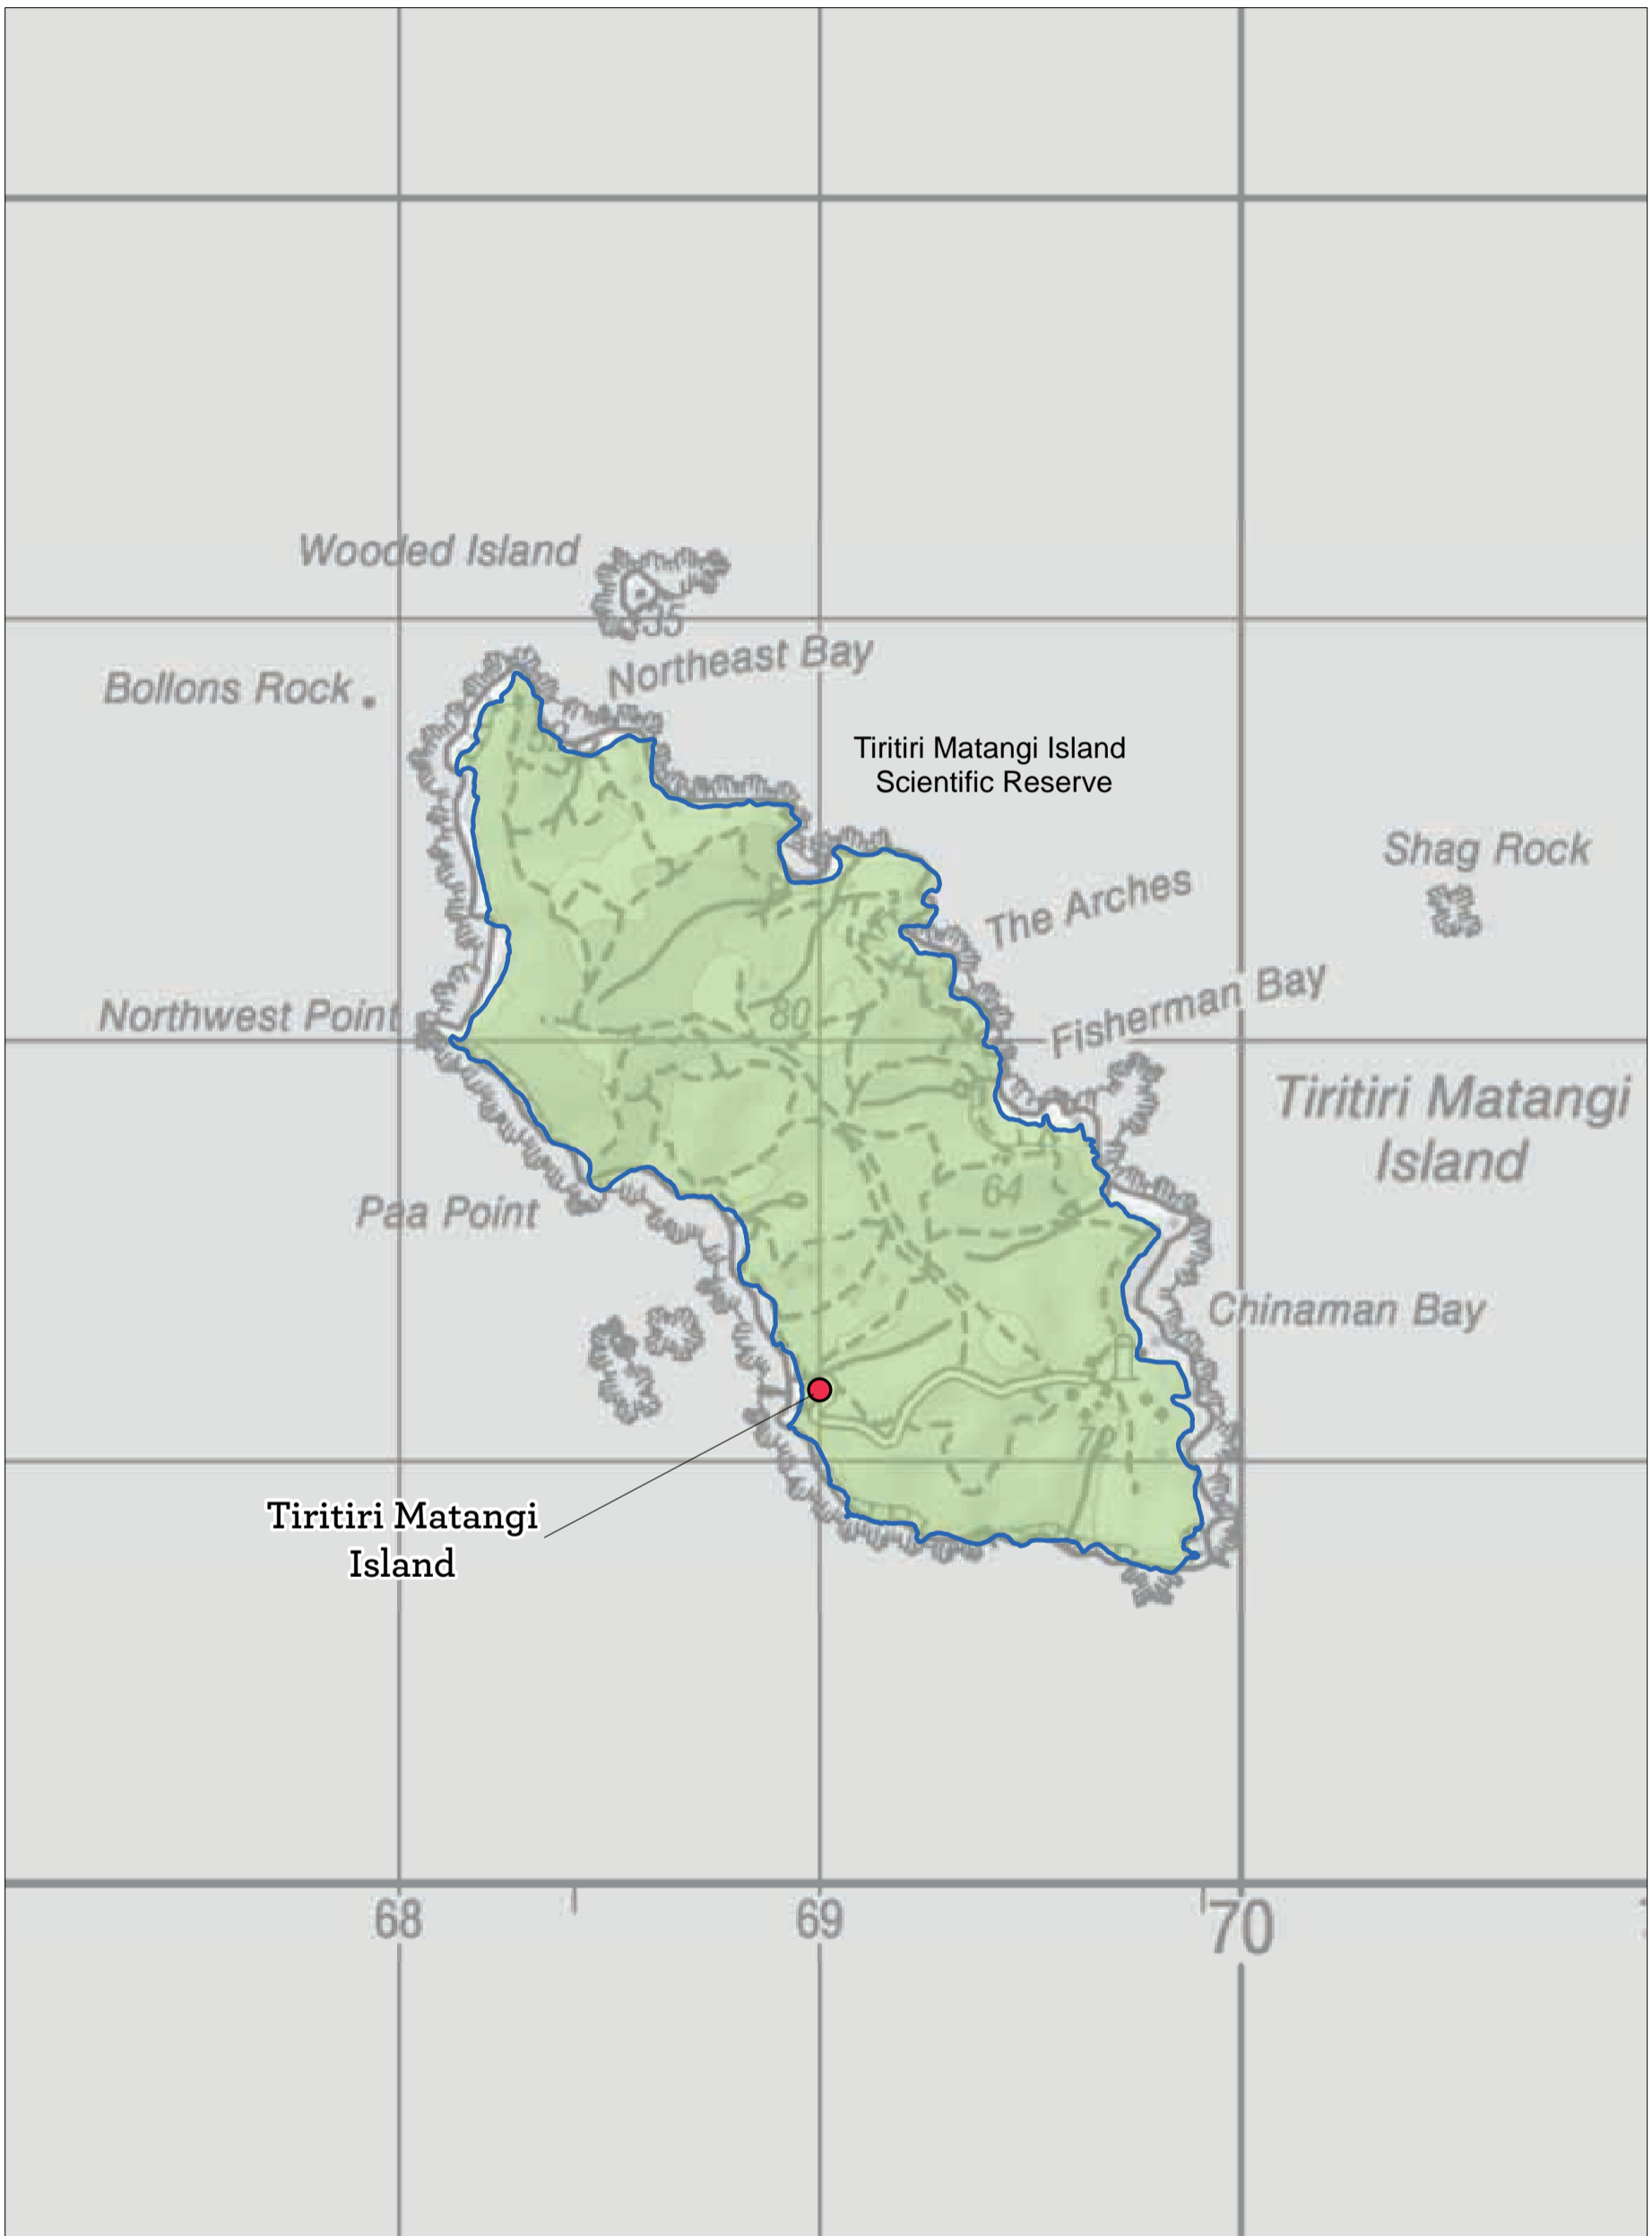 Wooded Island
35
Northeast Bay
Bollons Rock
Tiritiri Matangi Island
Scientific Reserve
Shag Rock
The Arches
Fisherman Bay
Northwest Point
80
Tiritiri Matangi
Island
64
Paa Point
Chinaman Bay
Tiritiri Matangi
Island
68
69
70